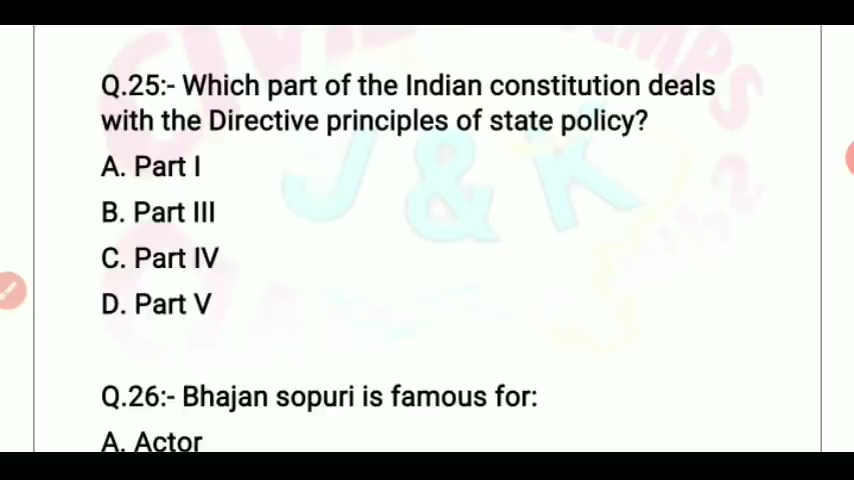 Q.25:- Which part of the Indian constitution deals
with the Directive principles of state policy?
A. Part I
B. Part III
C. Part IV
D. Part V
Q.26:- Bhajan sopuri is famous for:
A. Actor
J & K